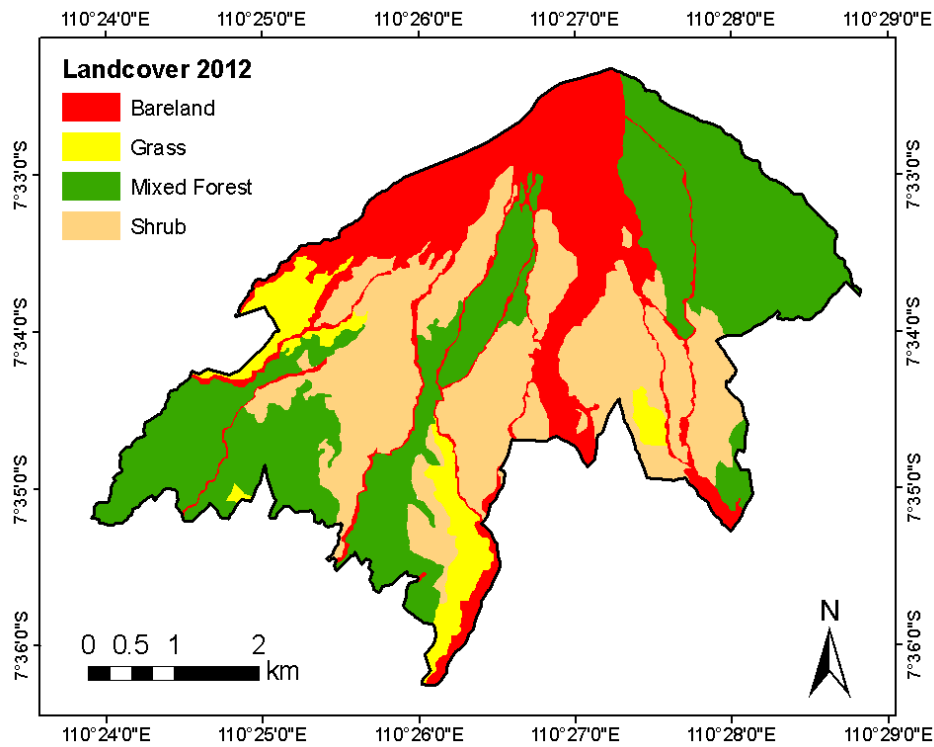 110°24'0"E 110°25'0"E 110°26'0"E 110°27'0"E 110°28'0"E 110°29'0"E
Landcover 2012
Bareland
Grass
Mixed Forest
Shrub
7°33'0"S 7°33'0"S
7°34'0"S 7°34'0"S
7°35'0"S 7°35'0"S
7°36'0"S 7°36'0"S
N
0 0.5 1 2
km
110°24'0"E 110°25'0"E 110°26'0"E 110°27'0"E 110°28'0"E 110°29'0"E